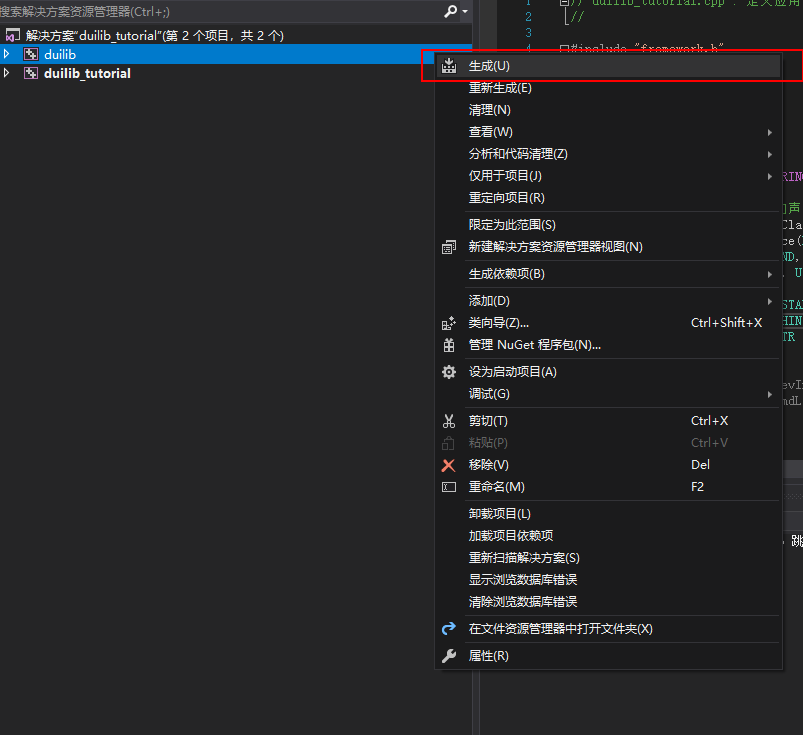 搜索解决方案资源管理器(Ctrl+;)
解决方案"duilib_tutorial"(第 2 个项目，共 2 个)
duilib
duilib_tutorial
1 // duilib_tutorial.cpp : 定义应用
2 //
3
4 #include "framework.h"
生成(U)
重新生成(E)
清理(N)
查看(W)
分析和代码清理(Z)
仅用于项目(J)
重定向项目(R)
限定为此范围(S)
新建解决方案资源管理器视图(N)
生成依赖项(B)
添加(D)
类向导(Z)... Ctrl+Shift+X
管理 NuGet 程序包(N)...
设为启动项目(A)
调试(G)
剪切(T) Ctrl+X
粘贴(P) Ctrl+V
移除(V) Del
重命名(M) F2
卸载项目(L)
加载项目依赖项
重新扫描解决方案(S)
显示浏览数据库错误
清除浏览数据库错误
在文件资源管理器中打开文件夹(X)
属性(R)